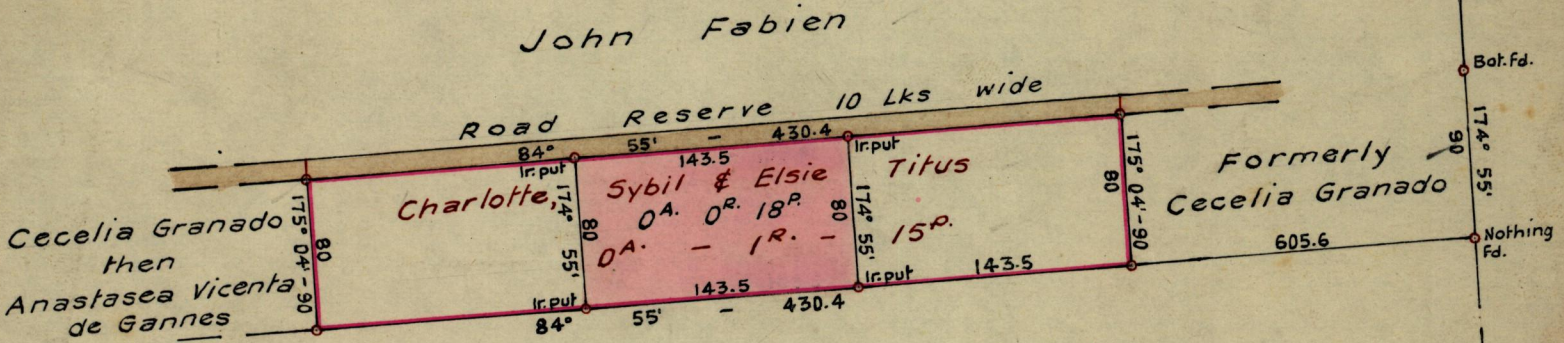 John Fabien
Road Reserve 10 Lks wide
84° 55' - 430.4
Bot. Fd.
174° 55'
90
Ir. put
143.5
Ir. put
Charlotte, Sybil & Elsie Titus
0A. 0R. 18P.
0A. - 1R. - 15P.
175° 04' - 90
80
174° 55'
80
80
174° 55'
80
175° 04' - 90
Formerly
Cecelia Granado
Cecelia Granado
then
Anastasea Vicenta
de Gannes
605.6
Nothing
Fd.
Ir. put
143.5
Ir. put
143.5
84° 55' - 430.4